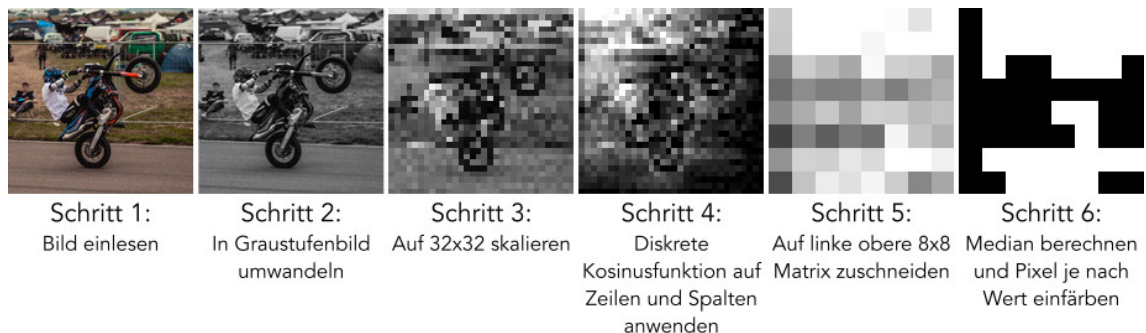 Schritt 1:
Bild einlesen
Schritt 2:
In Graustufenbild
umwandeln
Schritt 3:
Auf 32x32 skalieren
Schritt 4:
Diskrete
Kosinusfunktion auf
Zeilen und Spalten
anwenden
Schritt 5:
Auf linke obere 8x8
Matrix zuschneiden
Schritt 6:
Median berechnen
und Pixel je nach
Wert einfärben